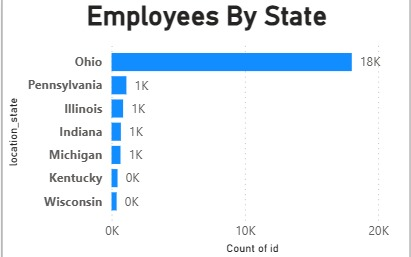 Employees By State
location_state
Ohio 18K
Pennsylvania 1K
Illinois 1K
Indiana 1K
Michigan 1K
Kentucky 0K
Wisconsin 0K
0K 10K 20K
Count of id